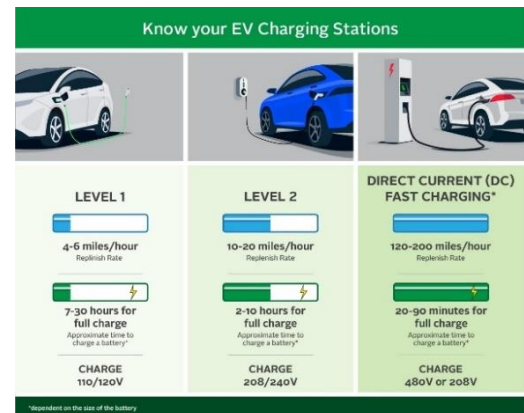 Know your EV Charging Stations
LEVEL 1
4-6 miles/hour
Replinish Rate
7-30 hours for
full charge
Approximate time to
charge a battery*
CHARGE
110/120V
LEVEL 2
10-20 miles/hour
Replenish Rate
2-10 hours for
full charge
Approximate time to
charge a battery*
CHARGE
208/240V
DIRECT CURRENT (DC)
FAST CHARGING*
120-200 miles/hour
Replenish Rate
20-90 minutes for
full charge
Approximate time to
charge a battery*
CHARGE
480V or 208V
*dependent on the size of the battery